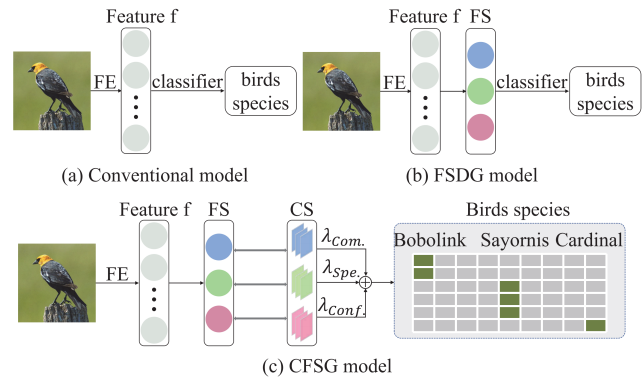 Feature f
FE
classifier
birds
species
(a) Conventional model
Feature f
FS
FE
classifier
birds
species
(b) FSDG model
Feature f
FS
CS
Birds species
FE
λCom.
λSpe.
λConf.
Bobolink Sayornis Cardinal
(c) CFSG model